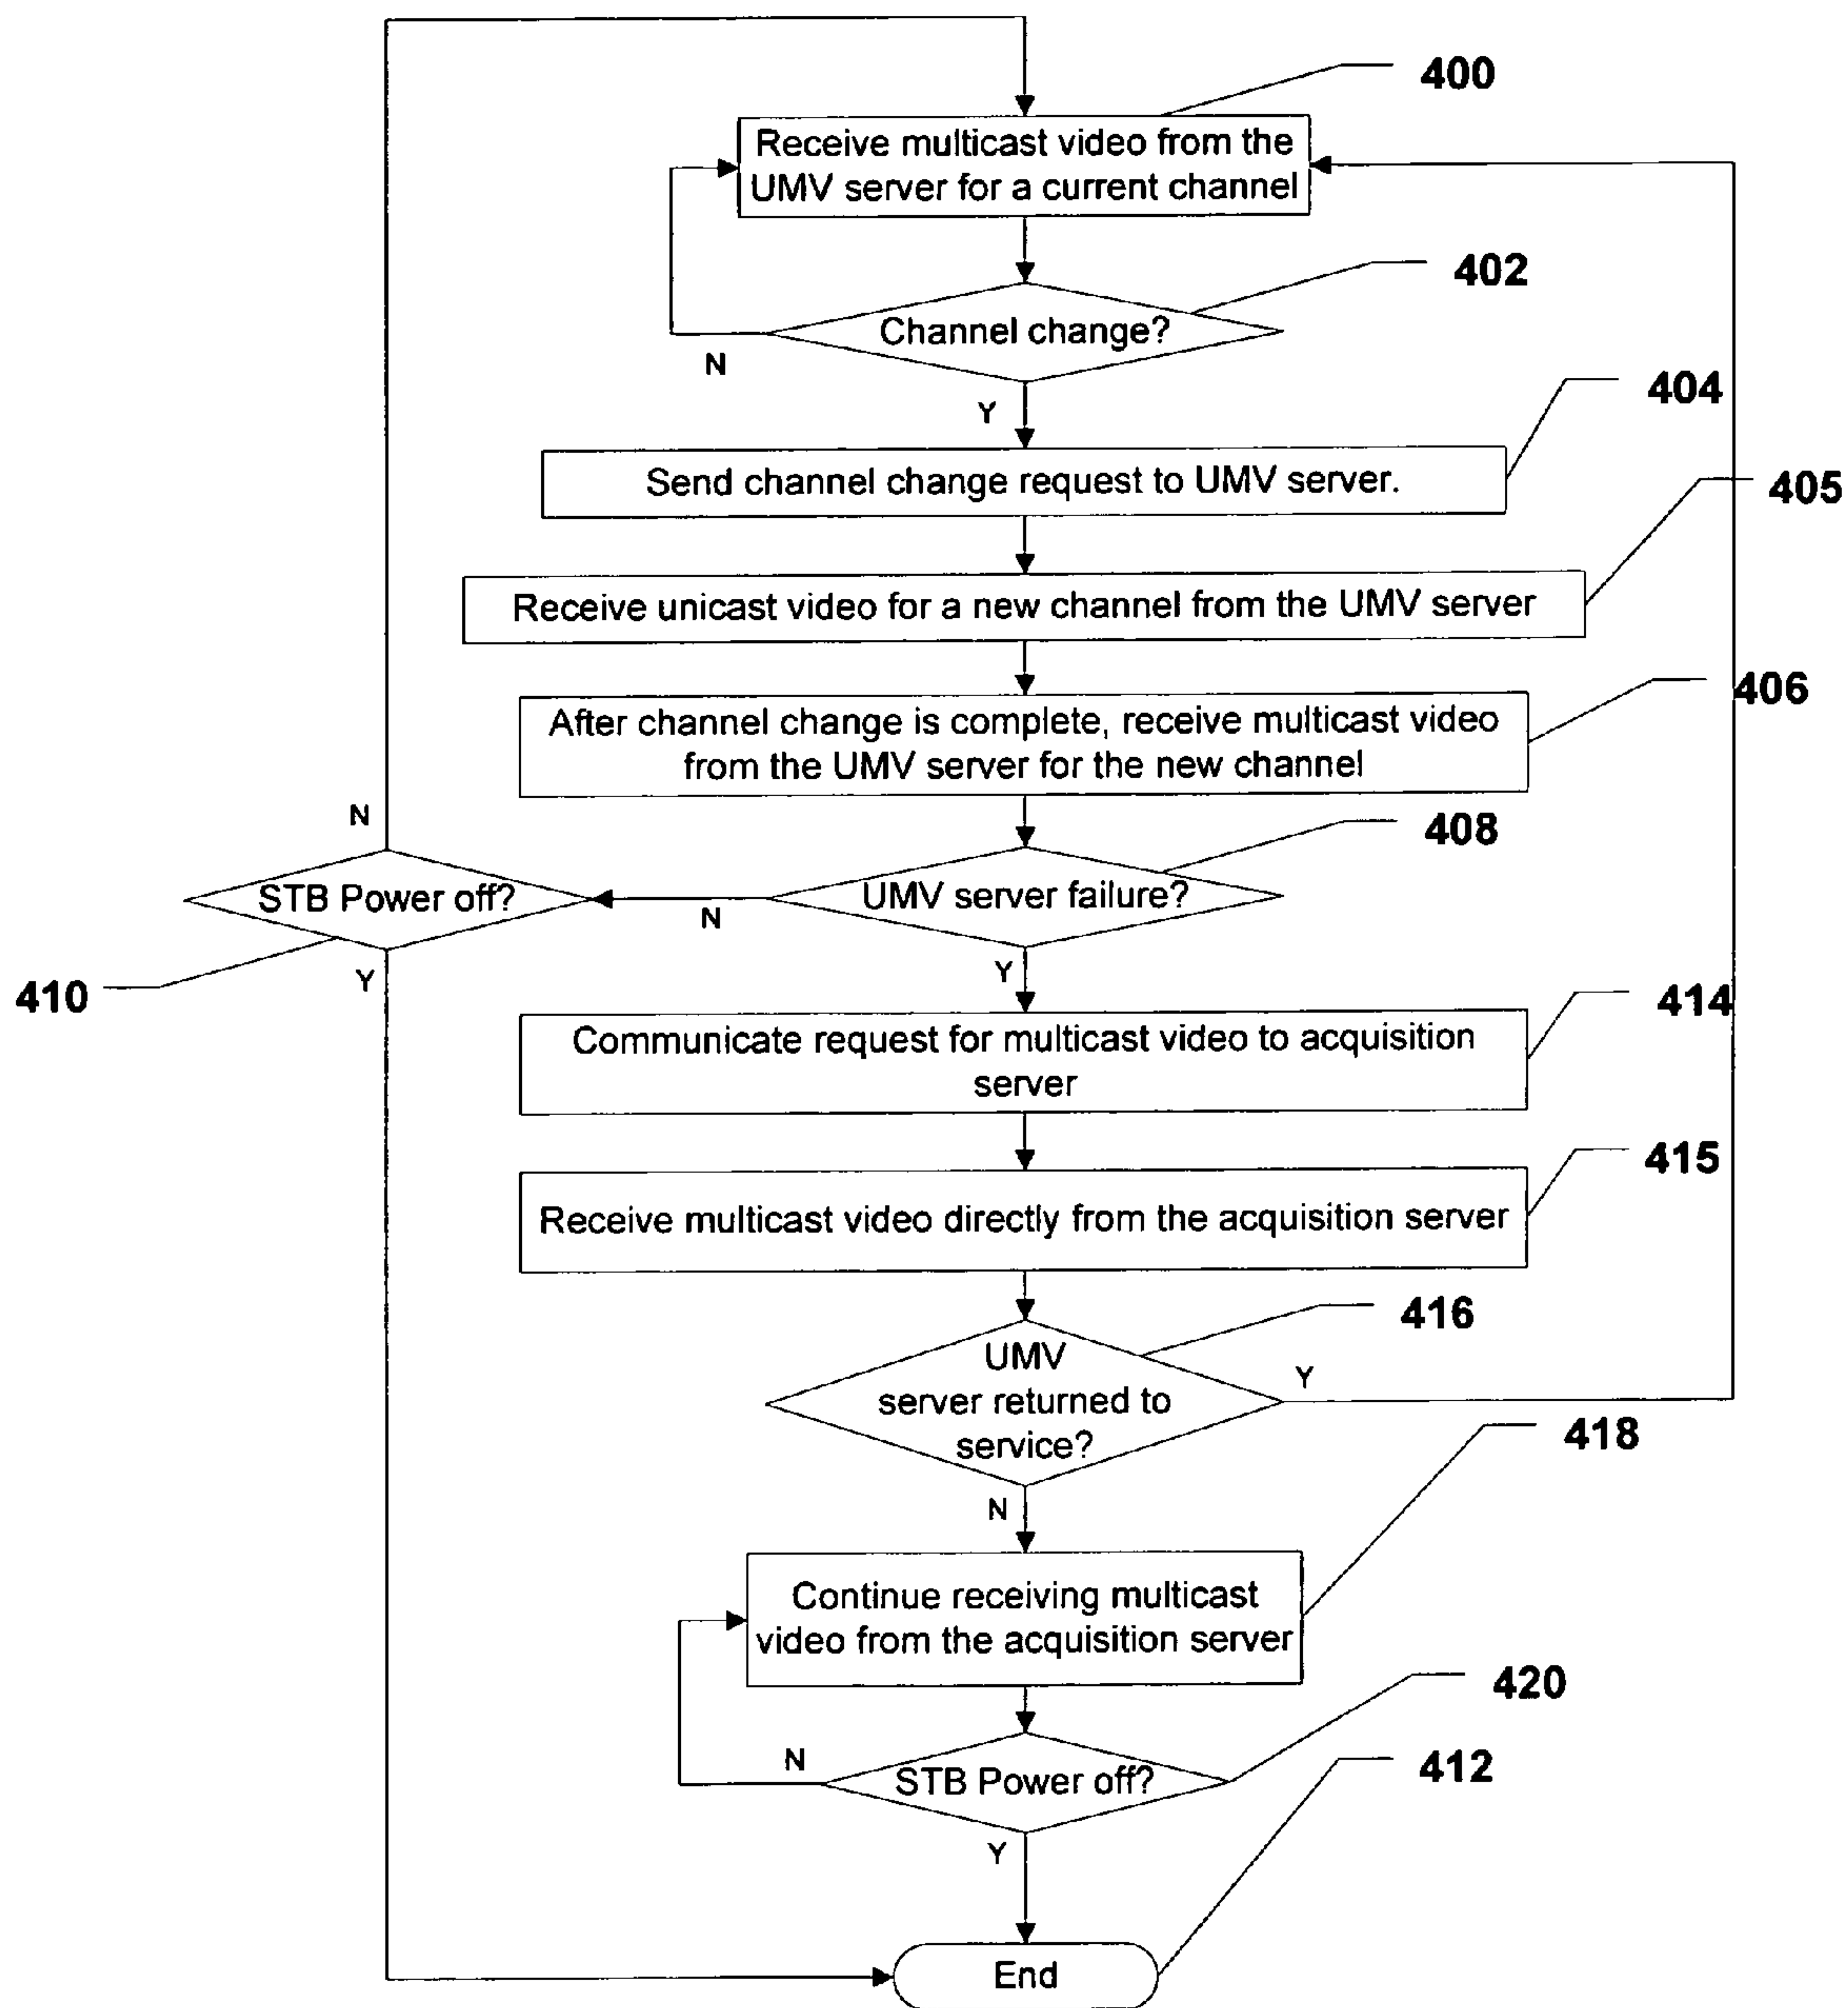 400
Receive multicast video from the
UMV server for a current channel
402
Channel change?
N
Y
404
Send channel change request to UMV server.
405
Receive unicast video for a new channel from the UMV server
406
After channel change is complete, receive multicast video
from the UMV server for the new channel
N
408
STB Power off?
UMV server failure?
N
Y
Y
410
414
Communicate request for multicast video to acquisition
server
415
Receive multicast video directly from the acquisition server
416
UMV
server returned to
service?
Y
418
N
Continue receiving multicast
video from the acquisition server
420
N
STB Power off?
412
Y
End